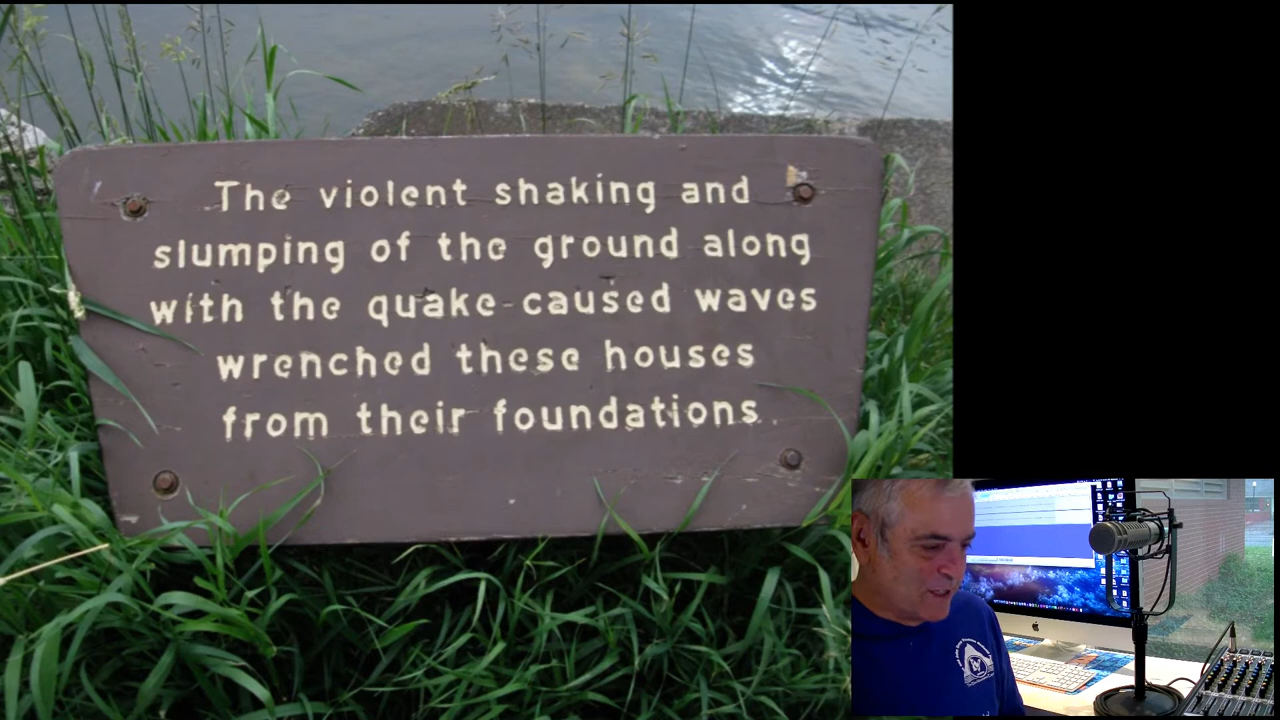 The violent shaking and
slumping of the ground along
with the quake-caused waves
wrenched these houses
from their foundations.